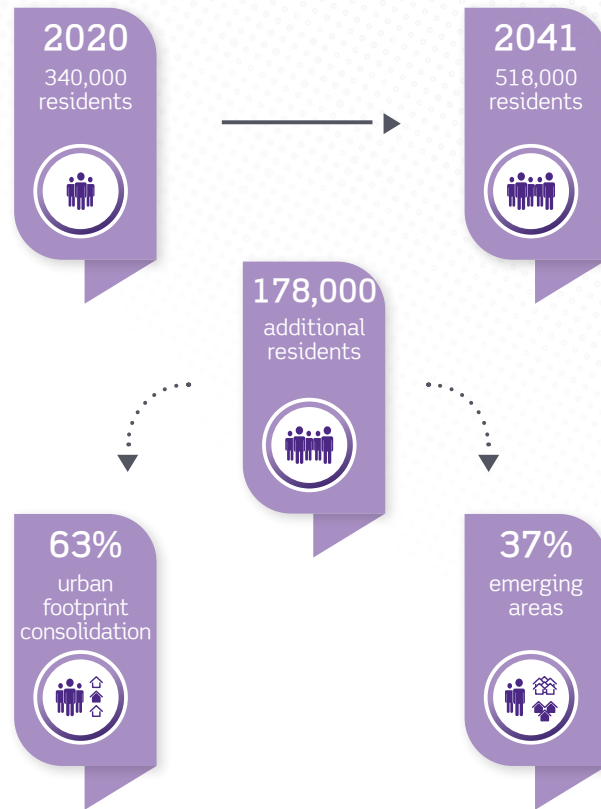 2020
340,000
residents
2041
518,000
residents
178,000
additional
residents
63%
urban
footprint
consolidation
37%
emerging
areas